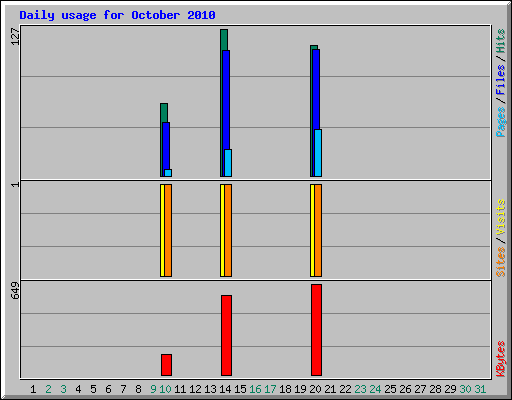 Daily usage for October 2010
127
1
649
Pages / Files / Hits
Sites / Visits
KBytes
1 2 3 4 5 6 7 8 9 10 11 12 13 14 15 16 17 18 19 20 21 22 23 24 25 26 27 28 29 30 31